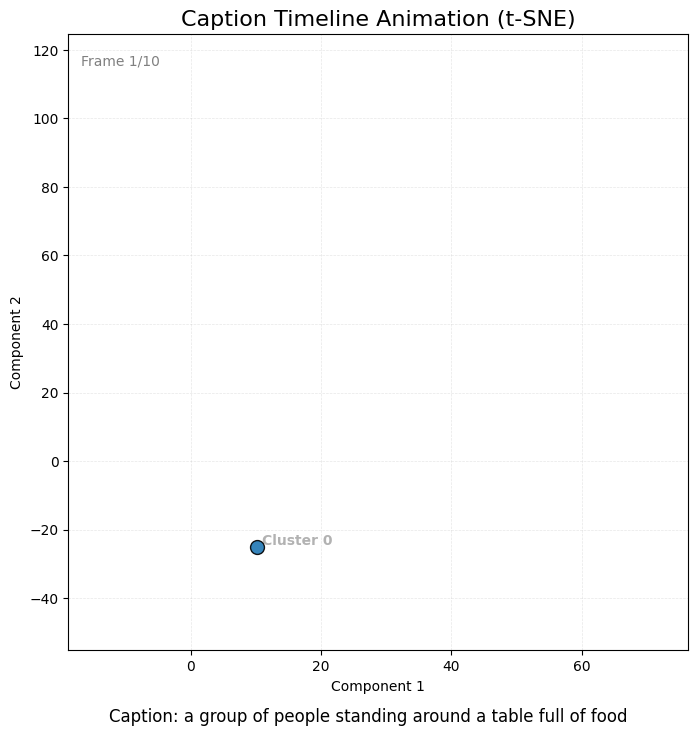 Caption Timeline Animation (t-SNE)
Frame 1/10
120
100
80
60
40
20
0
−20
−40
Component 2
Cluster 0
0 20 40 60
Component 1
Caption: a group of people standing around a table full of food